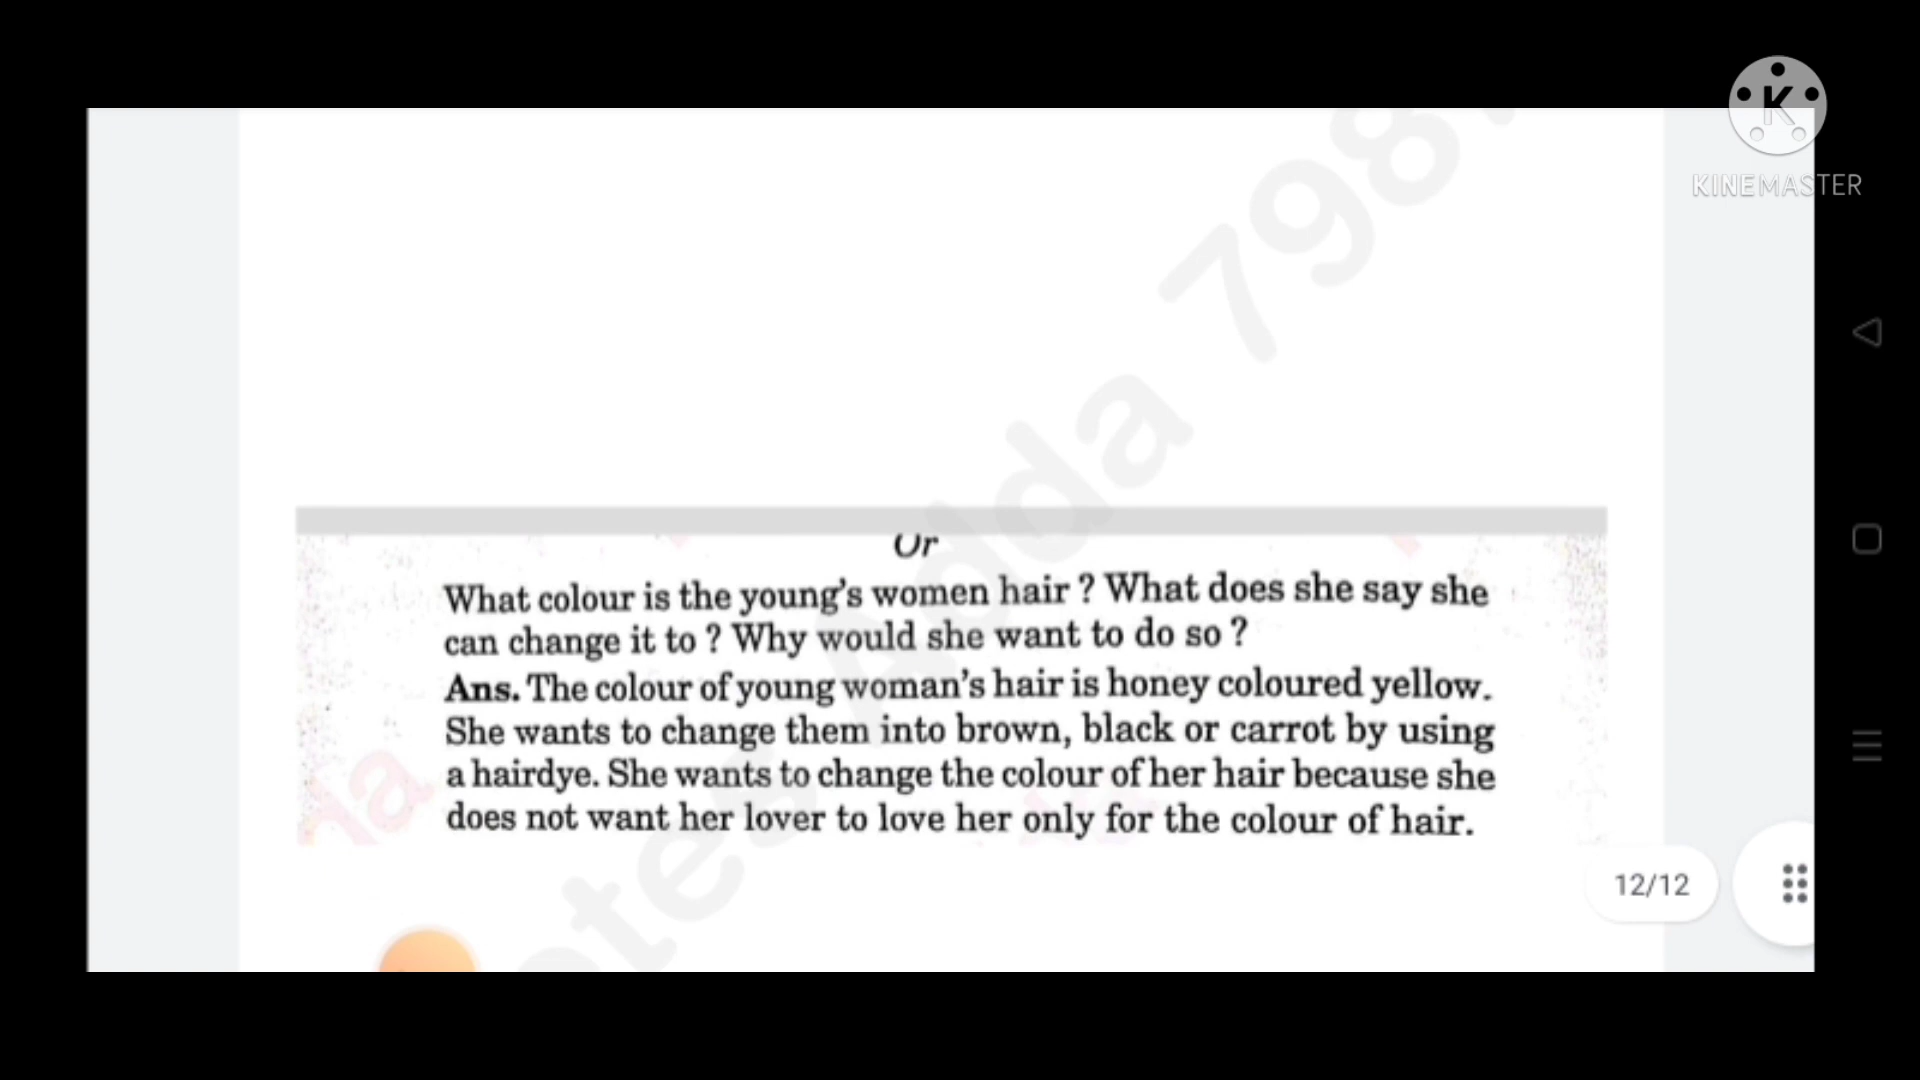 K
KINEMASTER
798
Or
What colour is the young's women hair ? What does she say she
can change it to ? Why would she want to do so ?
Ans. The colour of young woman's hair is honey coloured yellow.
She wants to change them into brown, black or carrot by using
a hairdye. She wants to change the colour of her hair because she
does not want her lover to love her only for the colour of hair.
otes Adda
12/12